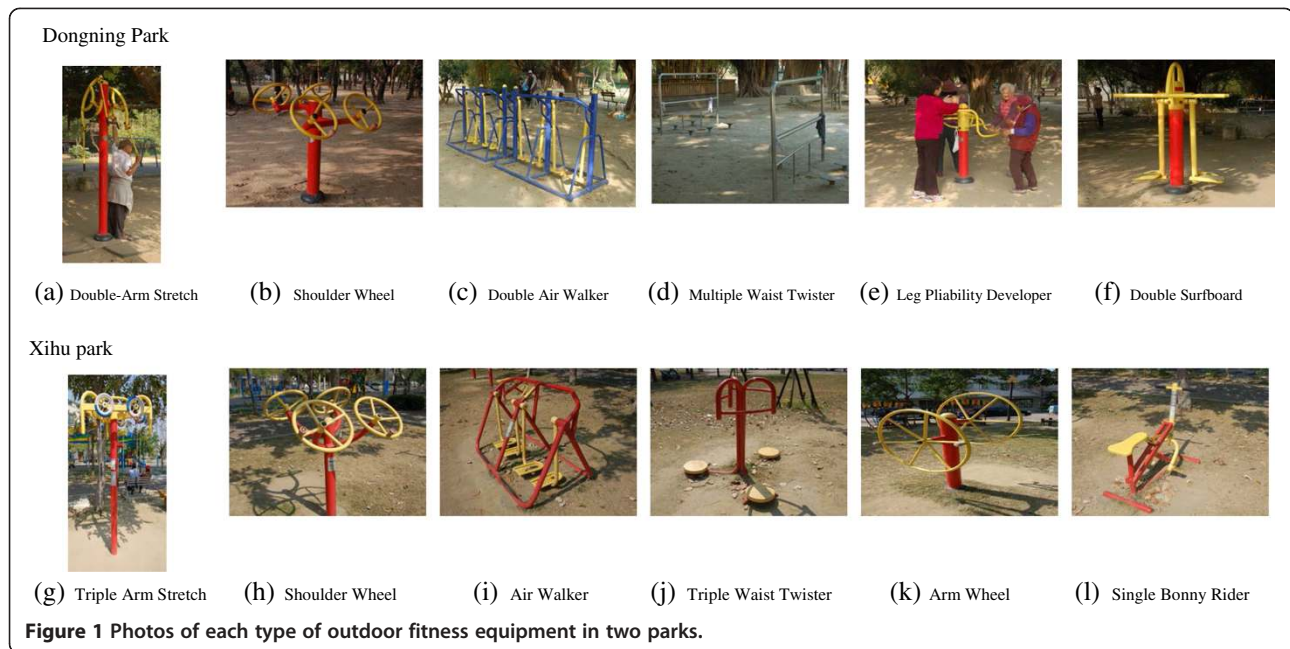 Dongning Park
(a) Double-Arm Stretch (b) Shoulder Wheel (c) Double Air Walker (d) Multiple Waist Twister (e) Leg Pliability Developer (f) Double Surfboard
Xihu park
(g) Triple Arm Stretch (h) Shoulder Wheel (i) Air Walker (j) Triple Waist Twister (k) Arm Wheel (l) Single Bonny Rider
Figure 1 Photos of each type of outdoor fitness equipment in two parks.